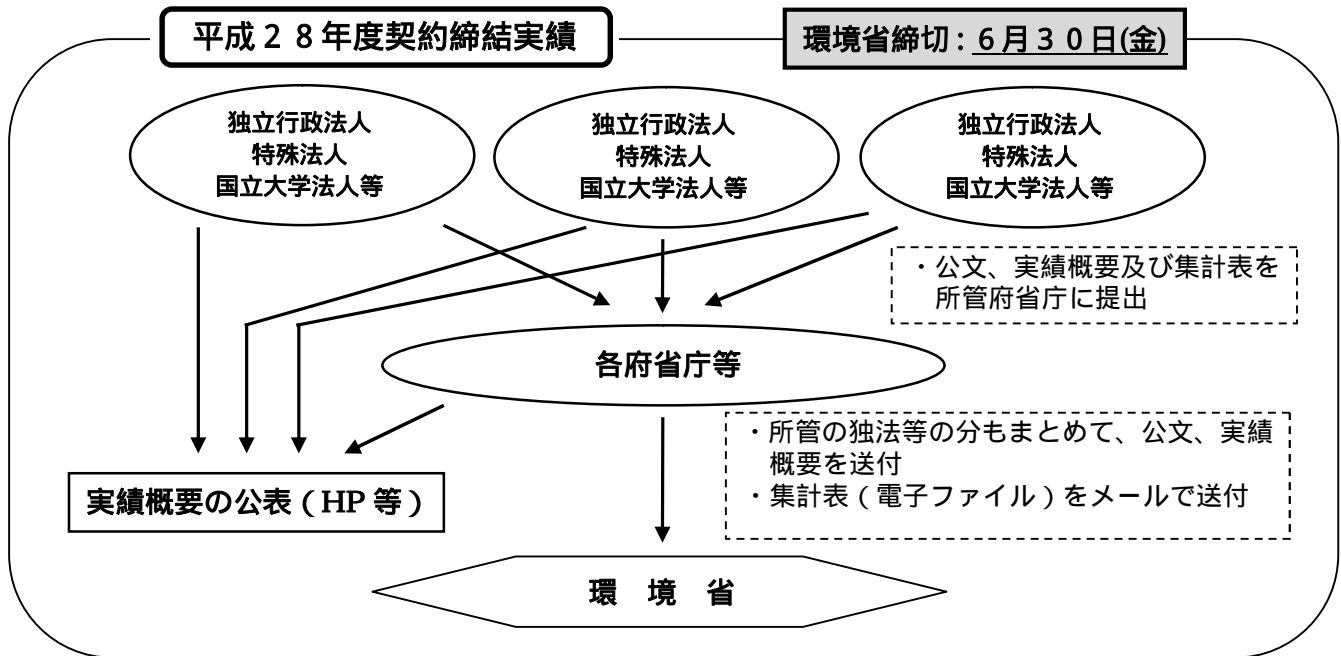 平成２８年度契約締結実績
環境省締切：６月３０日(金)
独立行政法人
特殊法人
国立大学法人等
独立行政法人
特殊法人
国立大学法人等
独立行政法人
特殊法人
国立大学法人等
・公文、実績概要及び集計表を
所管府省庁に提出
各府省庁等
・所管の独法等の分もまとめて、公文、実績
概要を送付
・集計表（電子ファイル）をメールで送付
実績概要の公表（HP 等）
環　境　省